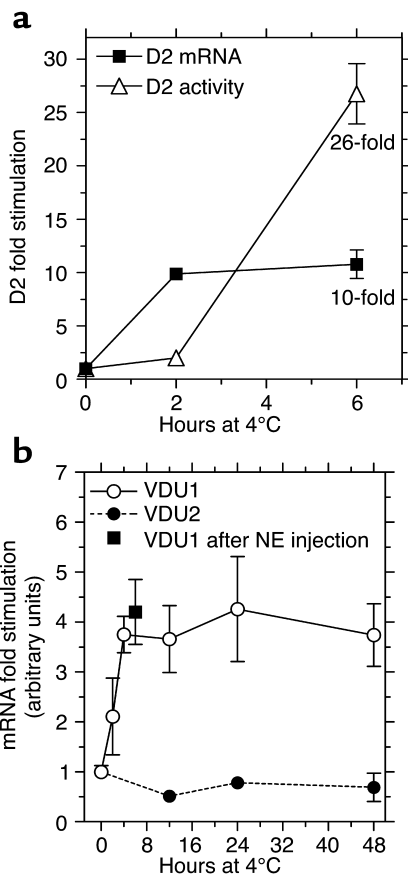 a
D2 mRNA
D2 activity
30
25
20
15
10
5
0
D2 fold stimulation
26-fold
10-fold
0 2 4 6
Hours at 4°C
b
VDU1
VDU2
VDU1 after NE injection
7
6
5
4
3
2
1
0
mRNA fold stimulation
(arbitrary units)
0 8 16 24 32 40 48
Hours at 4°C